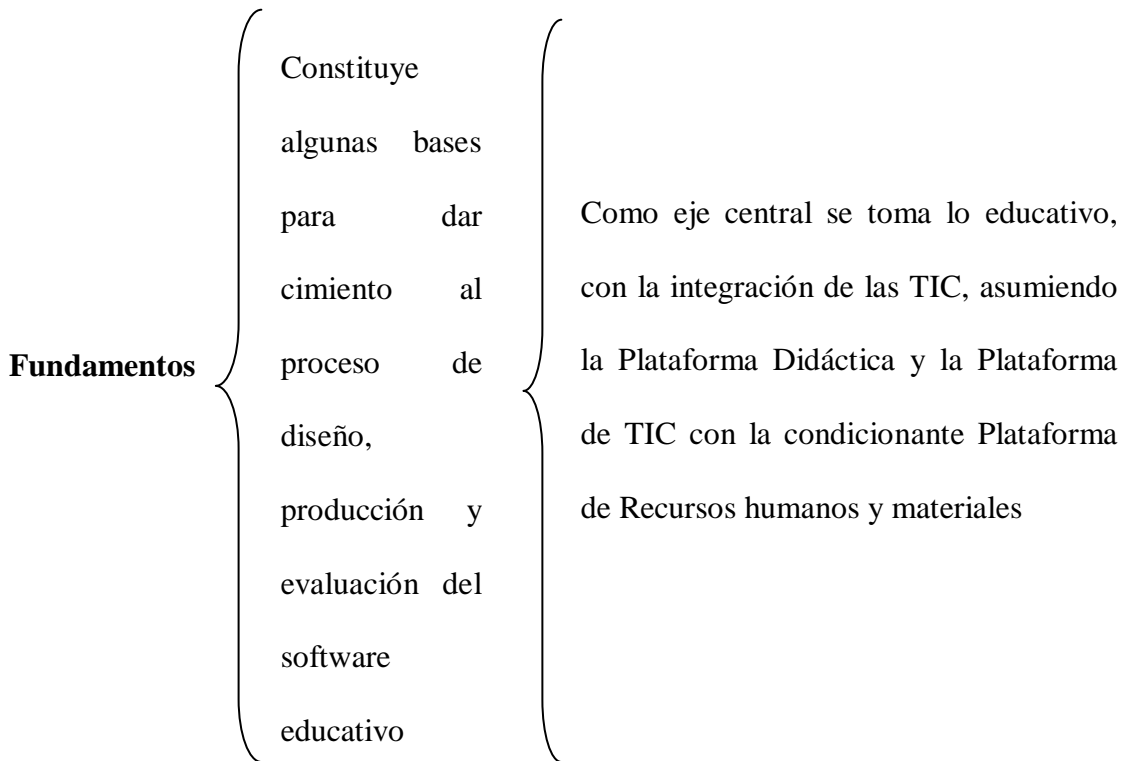 Fundamentos
Constituye
algunas bases
para dar
cimiento al
proceso de
diseño,
producción y
evaluación del
software
educativo
Como eje central se toma lo educativo,
con la integración de las TIC, asumiendo
la Plataforma Didáctica y la Plataforma
de TIC con la condicionante Plataforma
de Recursos humanos y materiales